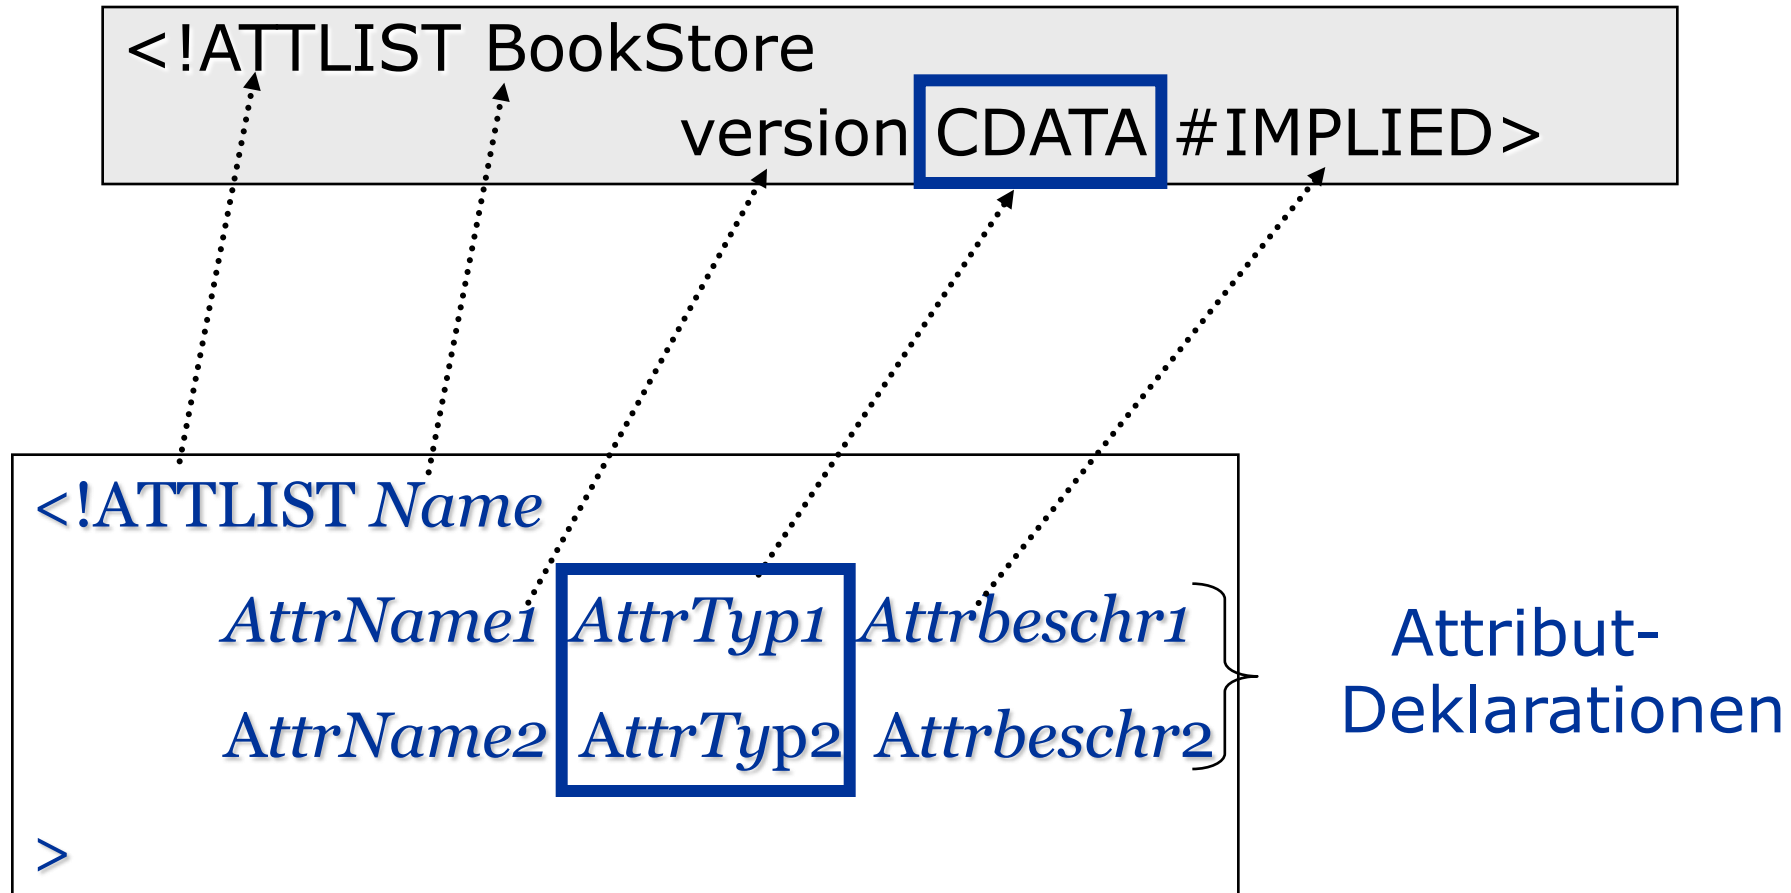 <!ATTLIST BookStore
version CDATA #IMPLIED>
<!ATTLIST Name
AttrName1 AttrTyp1 Attrbeschr1
AttrName2 AttrTyp2 Attrbeschr2
>
Attribut-
Deklarationen